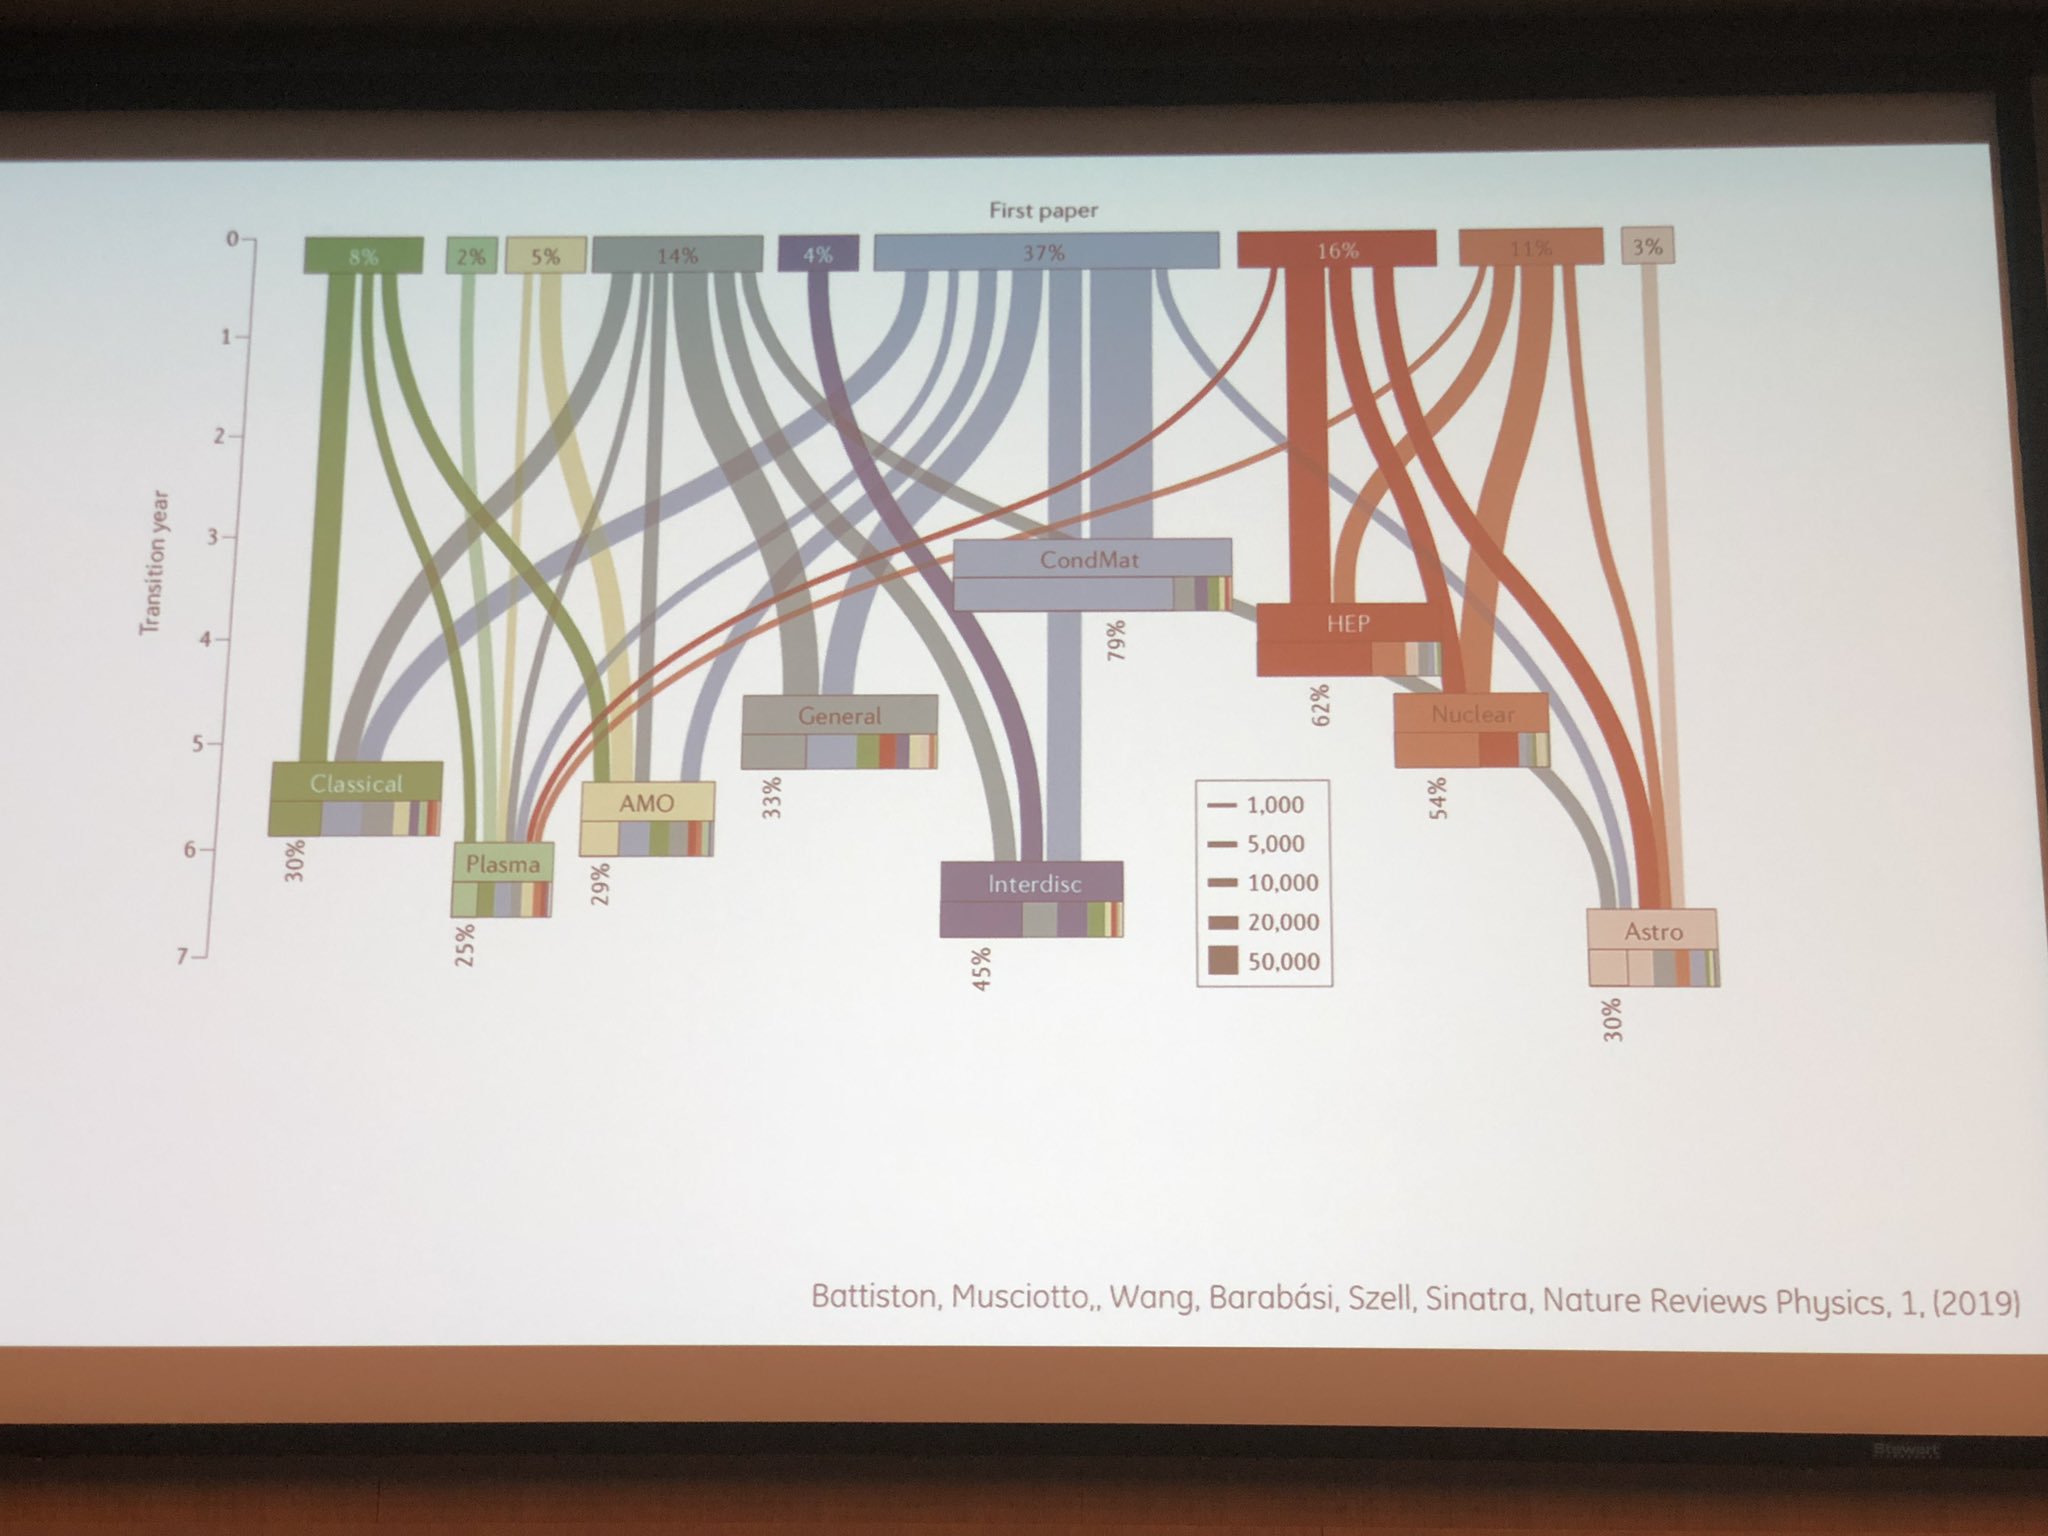 First paper
0
8% 2% 5% 14% 4% 37% 16% 11% 3%
1
2
3
4
5
6
7
Transition year
CondMat
79%
HEP
62%
General
33%
Nuclear
54%
Classical
30%
AMO
29%
Plasma
25%
Interdisc
45%
1,000
5,000
10,000
20,000
50,000
Astro
30%
Battiston, Musciotto,, Wang, Barabási, Szell, Sinatra, Nature Reviews Physics, 1, (2019)
Stewart